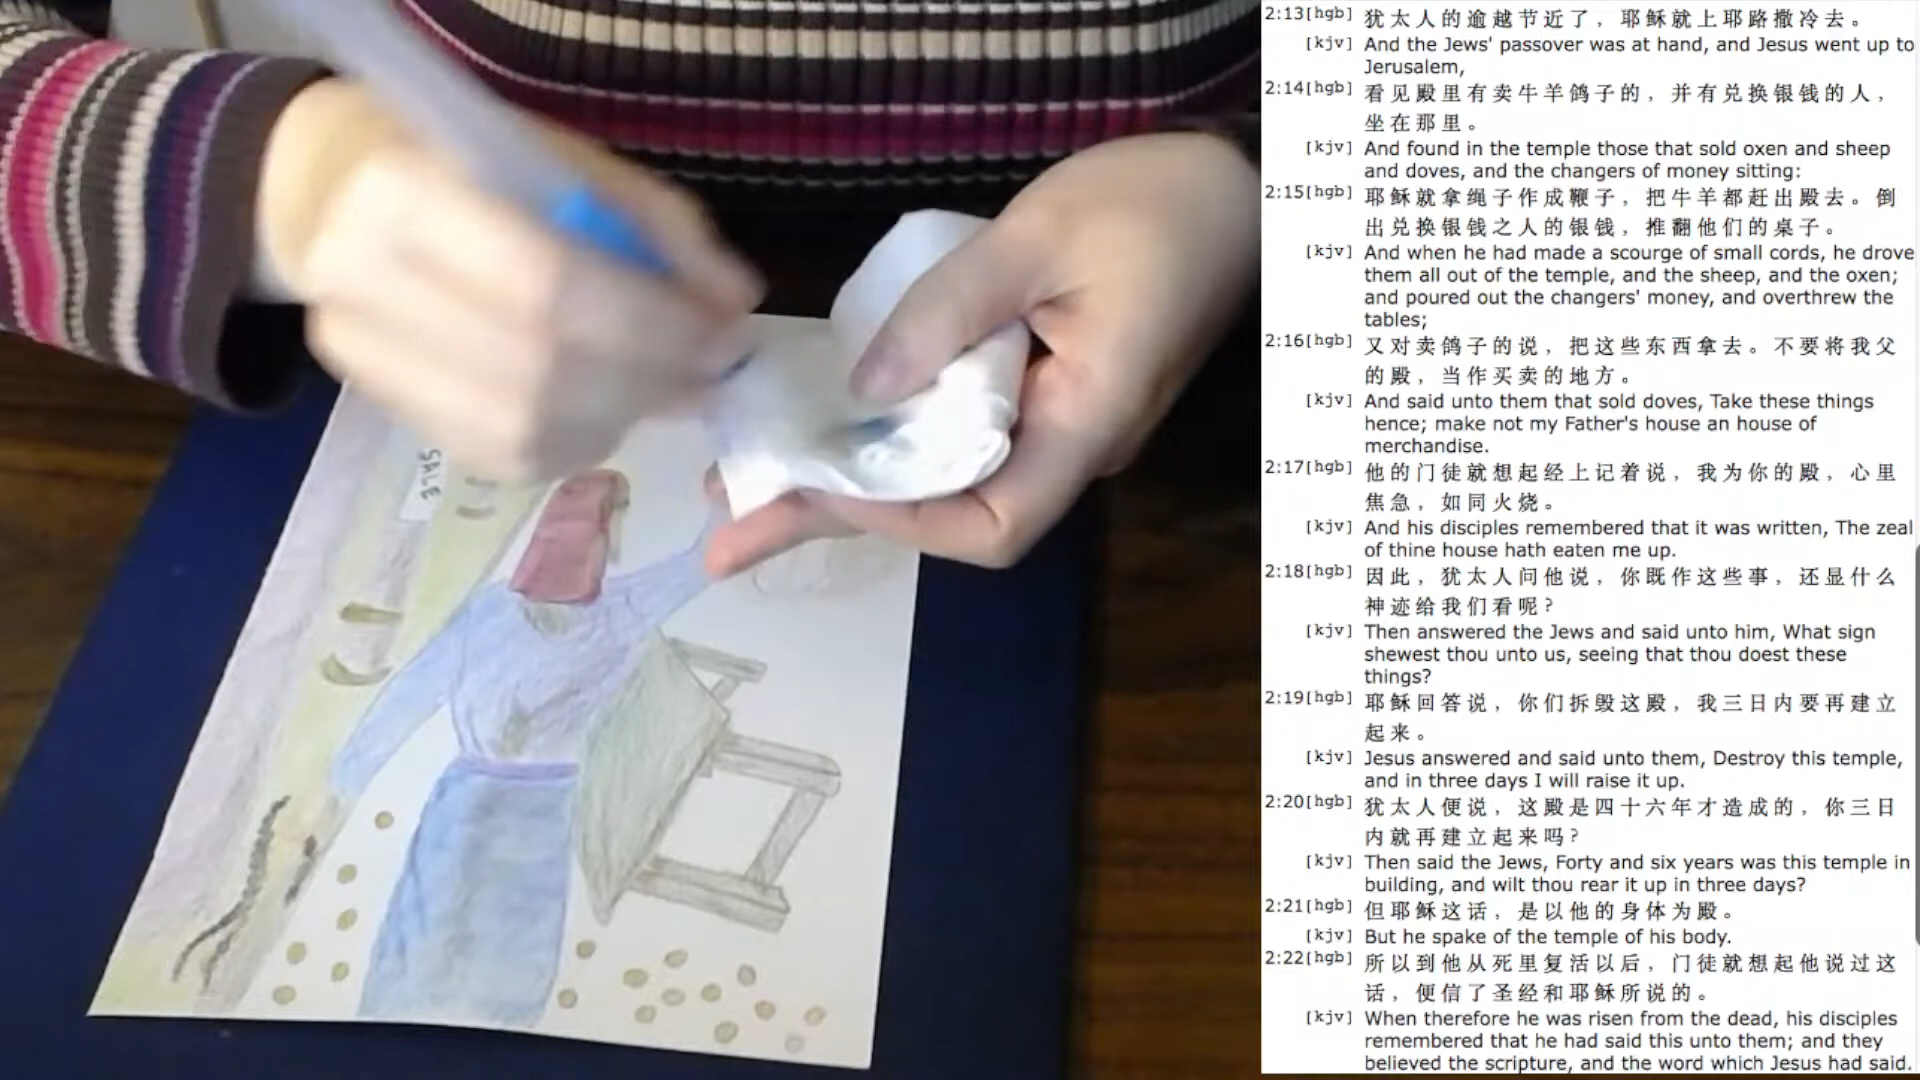 SALE
2:13[hgb] 犹太人的逾越节近了，耶稣就上耶路撒冷去。
[kjv] And the Jews' passover was at hand, and Jesus went up to
Jerusalem,
2:14[hgb] 看见殿里有卖牛羊鸽子的，并有兑换银钱的人，
坐在那里。
[kjv] And found in the temple those that sold oxen and sheep
and doves, and the changers of money sitting:
2:15[hgb] 耶稣就拿绳子作成鞭子，把牛羊都赶出殿去。倒
出兑换银钱之人的银钱，推翻他们的桌子。
[kjv] And when he had made a scourge of small cords, he drove
them all out of the temple, and the sheep, and the oxen;
and poured out the changers' money, and overthrew the
tables;
2:16[hgb] 又对卖鸽子的说，把这些东西拿去。不要将我父
的殿，当作买卖的地方。
[kjv] And said unto them that sold doves, Take these things
hence; make not my Father's house an house of
merchandise.
2:17[hgb] 他的门徒就想起经上记着说，我为你的殿，心里
焦急，如同火烧。
[kjv] And his disciples remembered that it was written, The zeal
of thine house hath eaten me up.
2:18[hgb] 因此，犹太人问他说，你既作这些事，还显什么
神迹给我们看呢？
[kjv] Then answered the Jews and said unto him, What sign
shewest thou unto us, seeing that thou doest these
things?
2:19[hgb] 耶稣回答说，你们拆毁这殿，我三日内要再建立
起来。
[kjv] Jesus answered and said unto them, Destroy this temple,
and in three days I will raise it up.
2:20[hgb] 犹太人便说，这殿是四十六年才造成的，你三日
内就再建立起来吗？
[kjv] Then said the Jews, Forty and six years was this temple in
building, and wilt thou rear it up in three days?
2:21[hgb] 但耶稣这话，是以他的身体为殿。
[kjv] But he spake of the temple of his body.
2:22[hgb] 所以到他从死里复活以后，门徒就想起他说过这
话，便信了圣经和耶稣所说的。
[kjv] When therefore he was risen from the dead, his disciples
remembered that he had said this unto them; and they
believed the scripture, and the word which Jesus had said.